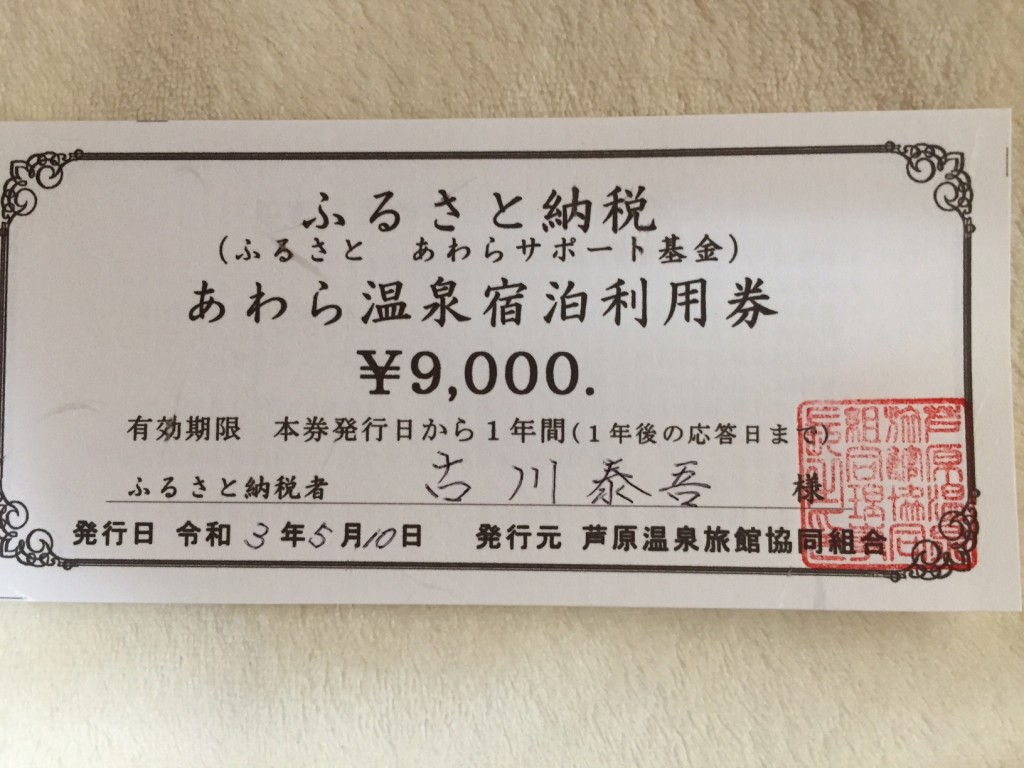 ふるさと納税
(ふるさと　あわらサポート基金)
あわら温泉宿泊利用券
￥9,000.
有効期限　本券発行日から1年間(1年後の応答日まで)
ふるさと納税者　古川泰吾　様
発行日 令和 3 年 5 月 10 日　発行元 芦原温泉旅館協同組合